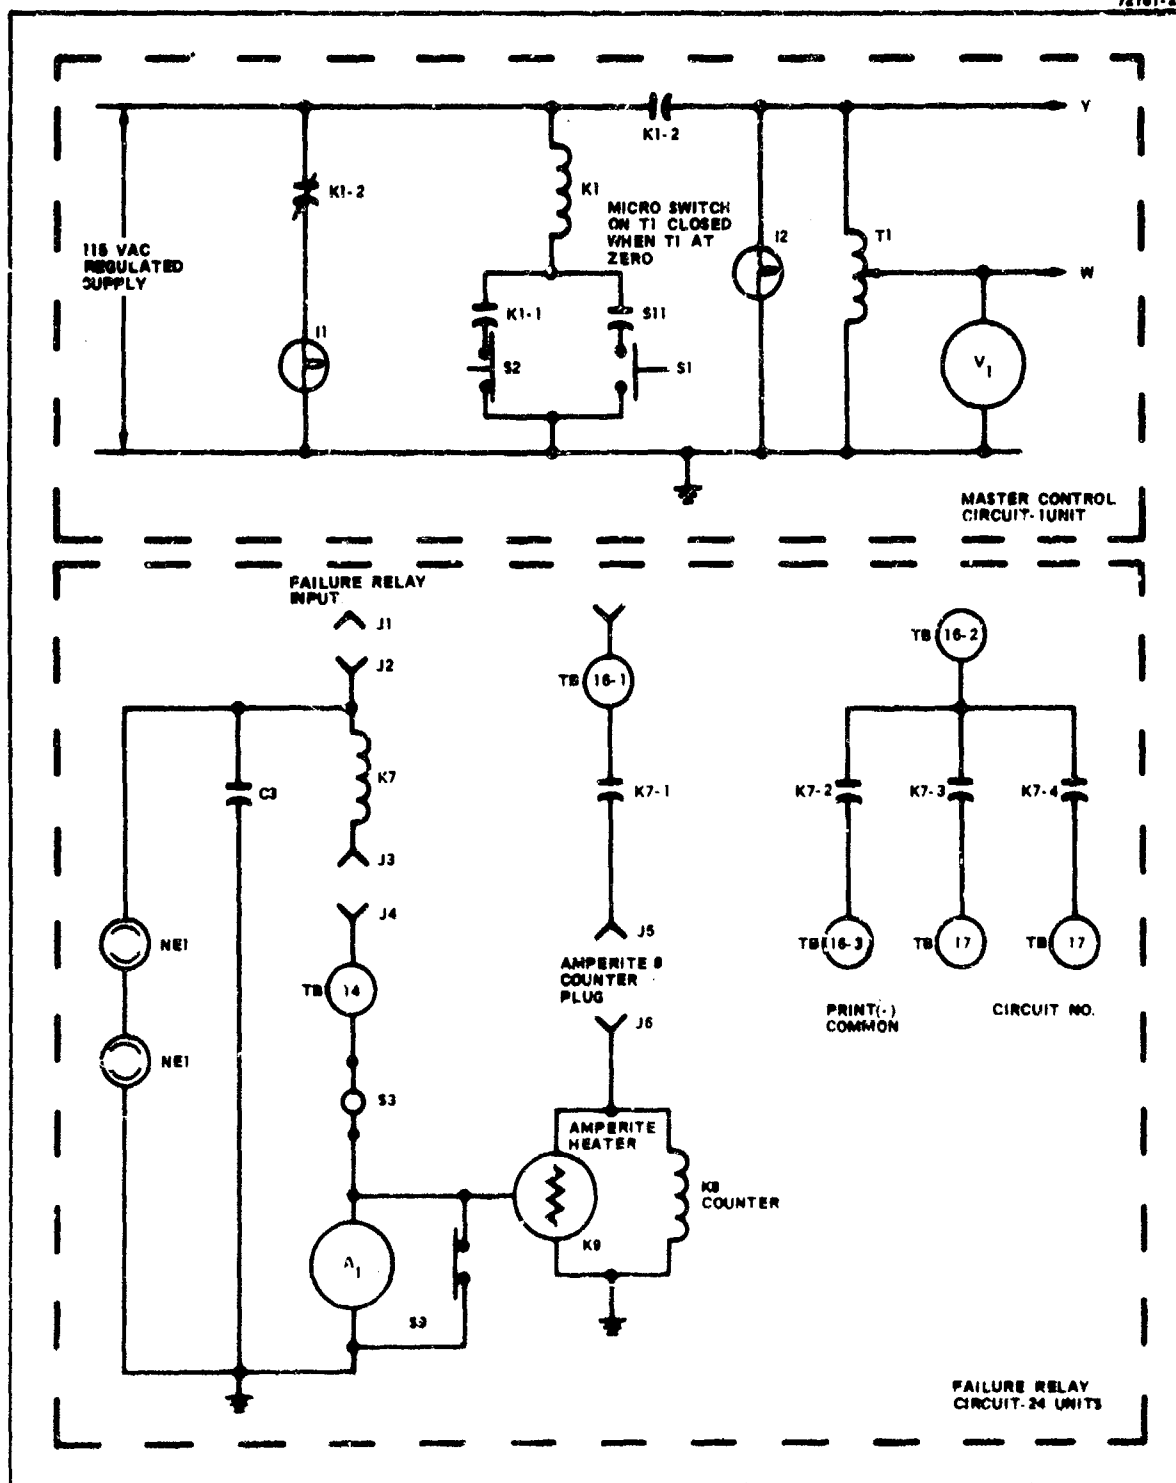 K1-2
Y
K1-2
K1
MICRO SWITCH
ON T1 CLOSED
WHEN T1 AT
ZERO
I2
T1
115 VAC
REGULATED
SUPPLY
W
K1-1
S11
I1
S2
S1
V1
MASTER CONTROL
CIRCUIT-1UNIT
FAILURE RELAY
INPUT
J1
J2
TB 16-1
TB 16-2
K7
C3
K7-1
K7-2
K7-3
K7-4
J3
J4
J5
NE1
TB 16-3
TB 17
TB 17
AMPERITE &
COUNTER
PLUG
TB 14
PRINT(-)
COMMON
CIRCUIT NO.
J6
NE1
S3
AMPERITE
HEATER
K8
COUNTER
K9
A1
FAILURE RELAY
CIRCUIT-24 UNITS